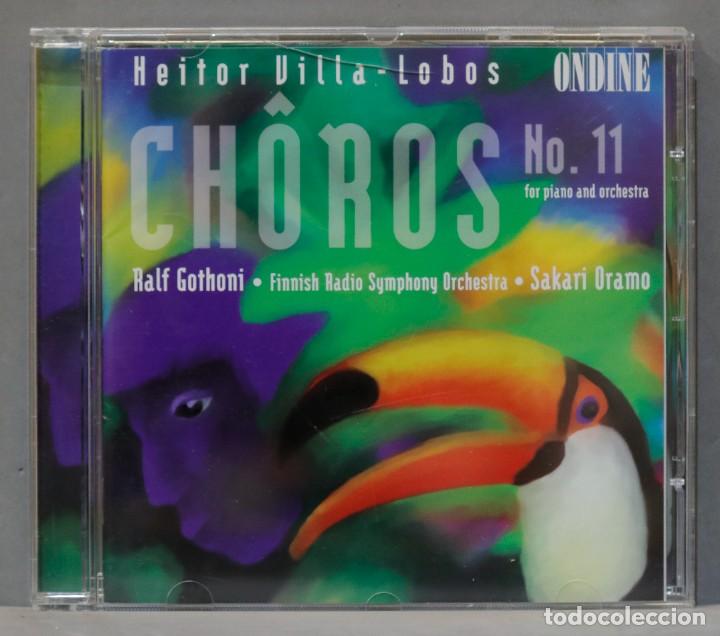 Heitor Villa-Lobos
ONDINE
CHÔROS No. 11
for piano and orchestra
Ralf Gothoni • Finnish Radio Symphony Orchestra • Sakari Oramo
todocoleccion.net